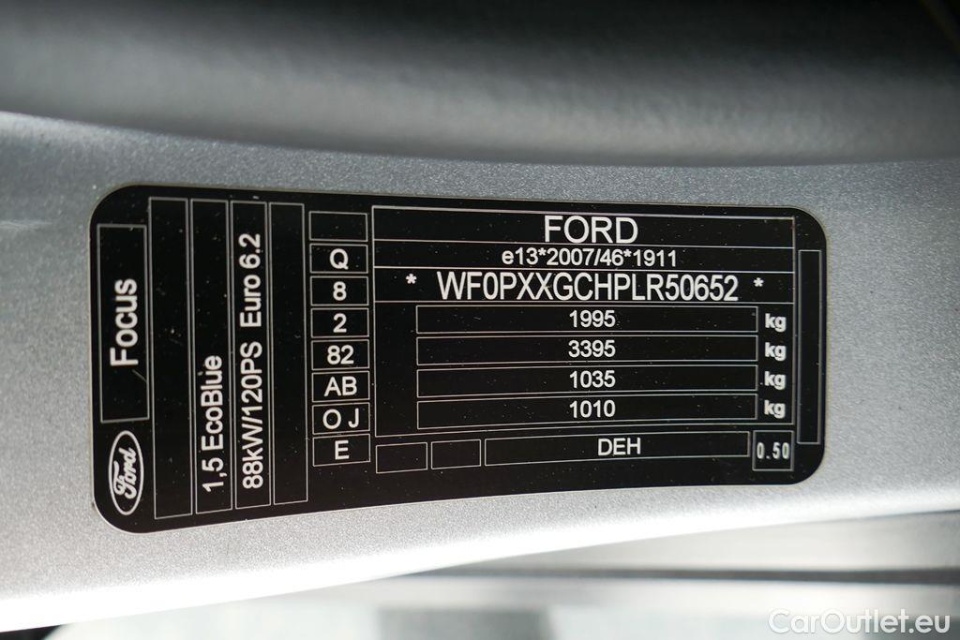 FORD
e13*2007/46*1911
* WF0PXXGCHPLR50652 *
1995 kg
3395 kg
1035 kg
1010 kg
DEH
0.50
Q
8
2
82
AB
O J
E
Focus
1,5 EcoBlue
88kW/120PS Euro 6.2
Ford
CarOutlet.eu